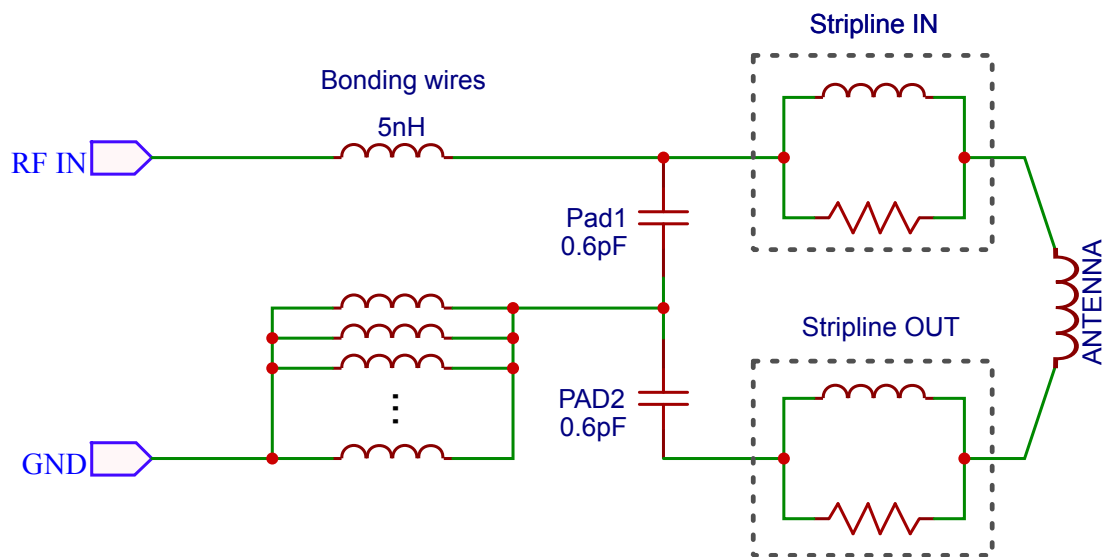 Stripline IN
Bonding wires
5nH
RF IN
Pad1
0.6pF
ANTENNA
Stripline OUT
PAD2
0.6pF
...
GND